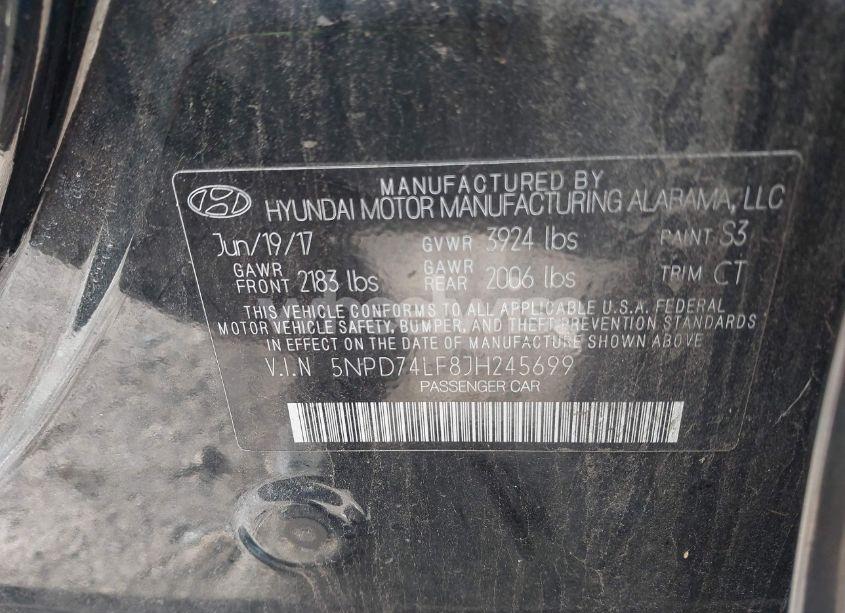 MANUFACTURED BY
HYUNDAI MOTOR MANUFACTURING ALABAMA, LLC
Jun/19/17 GVWR 3924 lbs PAINT S3
GAWR FRONT 2183 lbs GAWR REAR 2006 lbs TRIM CT
THIS VEHICLE CONFORMS TO ALL APPLICABLE U.S.A. FEDERAL
MOTOR VEHICLE SAFETY, BUMPER, AND THEFT PREVENTION STANDARDS
IN EFFECT ON THE DATE OF MANUFACTURE SHOWN ABOVE
V.I.N 5NPD74LF8JH245699
PASSENGER CAR